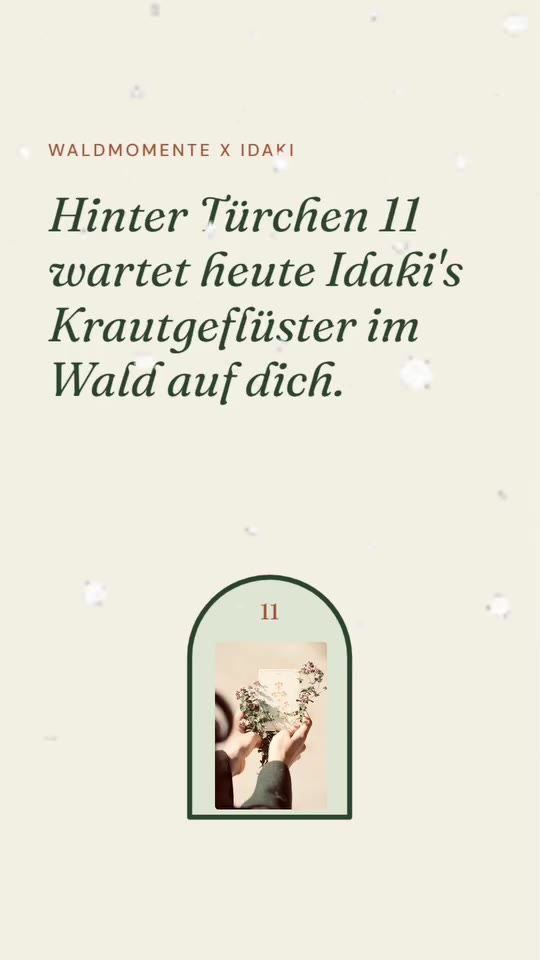 WALDMOMENTE X IDAKI
Hinter Türchen 11
wartet heute Idaki's
Krautgeflüster im
Wald auf dich.
11